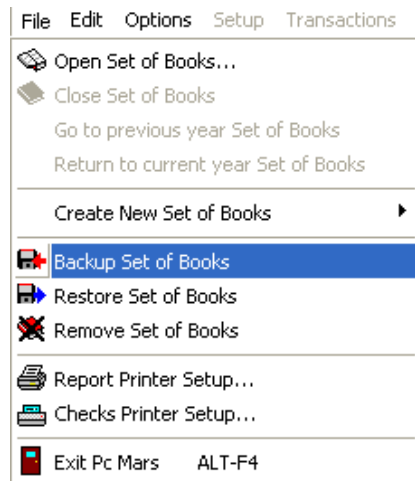 File Edit Options Setup Transactions
Open Set of Books...
Close Set of Books
Go to previous year Set of Books
Return to current year Set of Books
Create New Set of Books
Backup Set of Books
Restore Set of Books
Remove Set of Books
Report Printer Setup...
Checks Printer Setup...
Exit Pc Mars ALT-F4